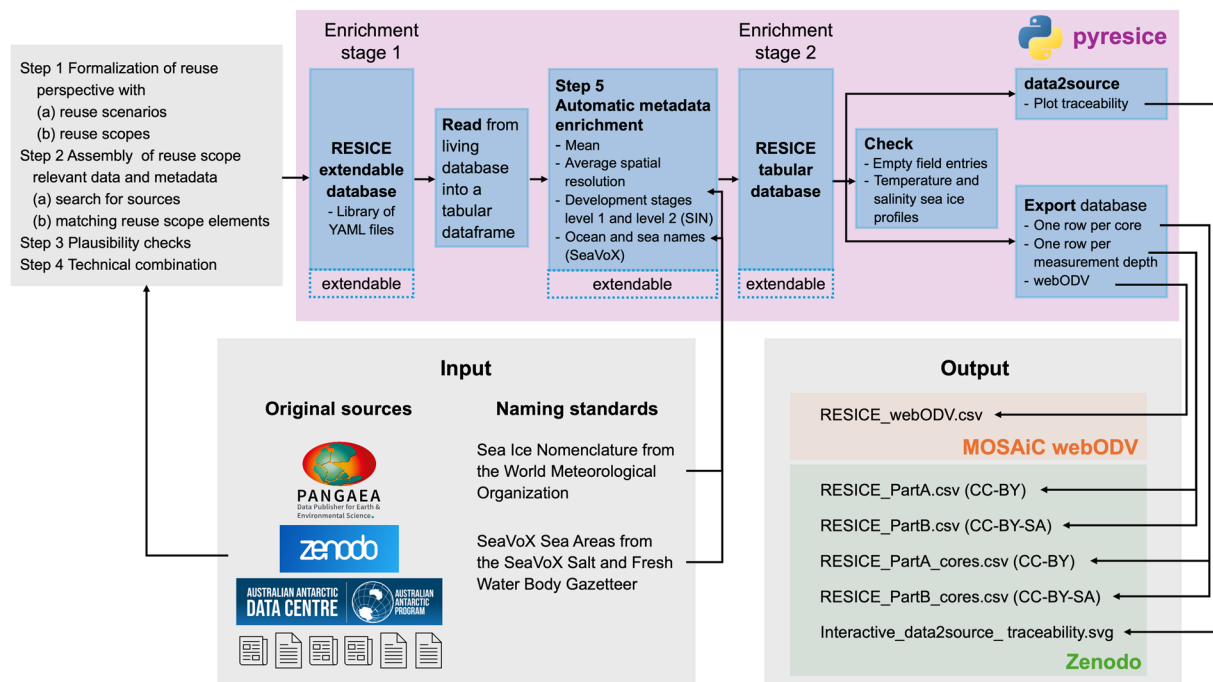 Step 1 Formalization of reuse
perspective with
(a) reuse scenarios
(b) reuse scopes
Step 2 Assembly of reuse scope
relevant data and metadata
(a) search for sources
(b) matching reuse scope elements
Step 3 Plausibility checks
Step 4 Technical combination
Enrichment
stage 1
RESICE
extendable
database
- Library of
YAML files
extendable
Read from
living
database
into a
tabular
dataframe
Step 5
Automatic metadata
enrichment
- Mean
- Average spatial
resolution
- Development stages
level 1 and level 2 (SIN)
- Ocean and sea names
(SeaVoX)
extendable
Enrichment
stage 2
RESICE
tabular
database
extendable
pyresice
data2source
- Plot traceability
Check
- Empty field entries
- Temperature and
salinity sea ice
profiles
Export database
- One row per core
- One row per
measurement depth
- webODV
Input
Original sources
PANGAEA
Data Publisher for Earth &
Environmental Science.
zenodo
AUSTRALIAN ANTARCTIC
DATA CENTRE
AUSTRALIAN
ANTARCTIC
PROGRAM
Naming standards
Sea Ice Nomenclature from
the World Meteorological
Organization
SeaVoX Sea Areas from
the SeaVoX Salt and Fresh
Water Body Gazetteer
Output
RESICE_webODV.csv
MOSAiC webODV
RESICE_PartA.csv (CC-BY)
RESICE_PartB.csv (CC-BY-SA)
RESICE_PartA_cores.csv (CC-BY)
RESICE_PartB_cores.csv (CC-BY-SA)
Interactive_data2source_ traceability.svg
Zenodo